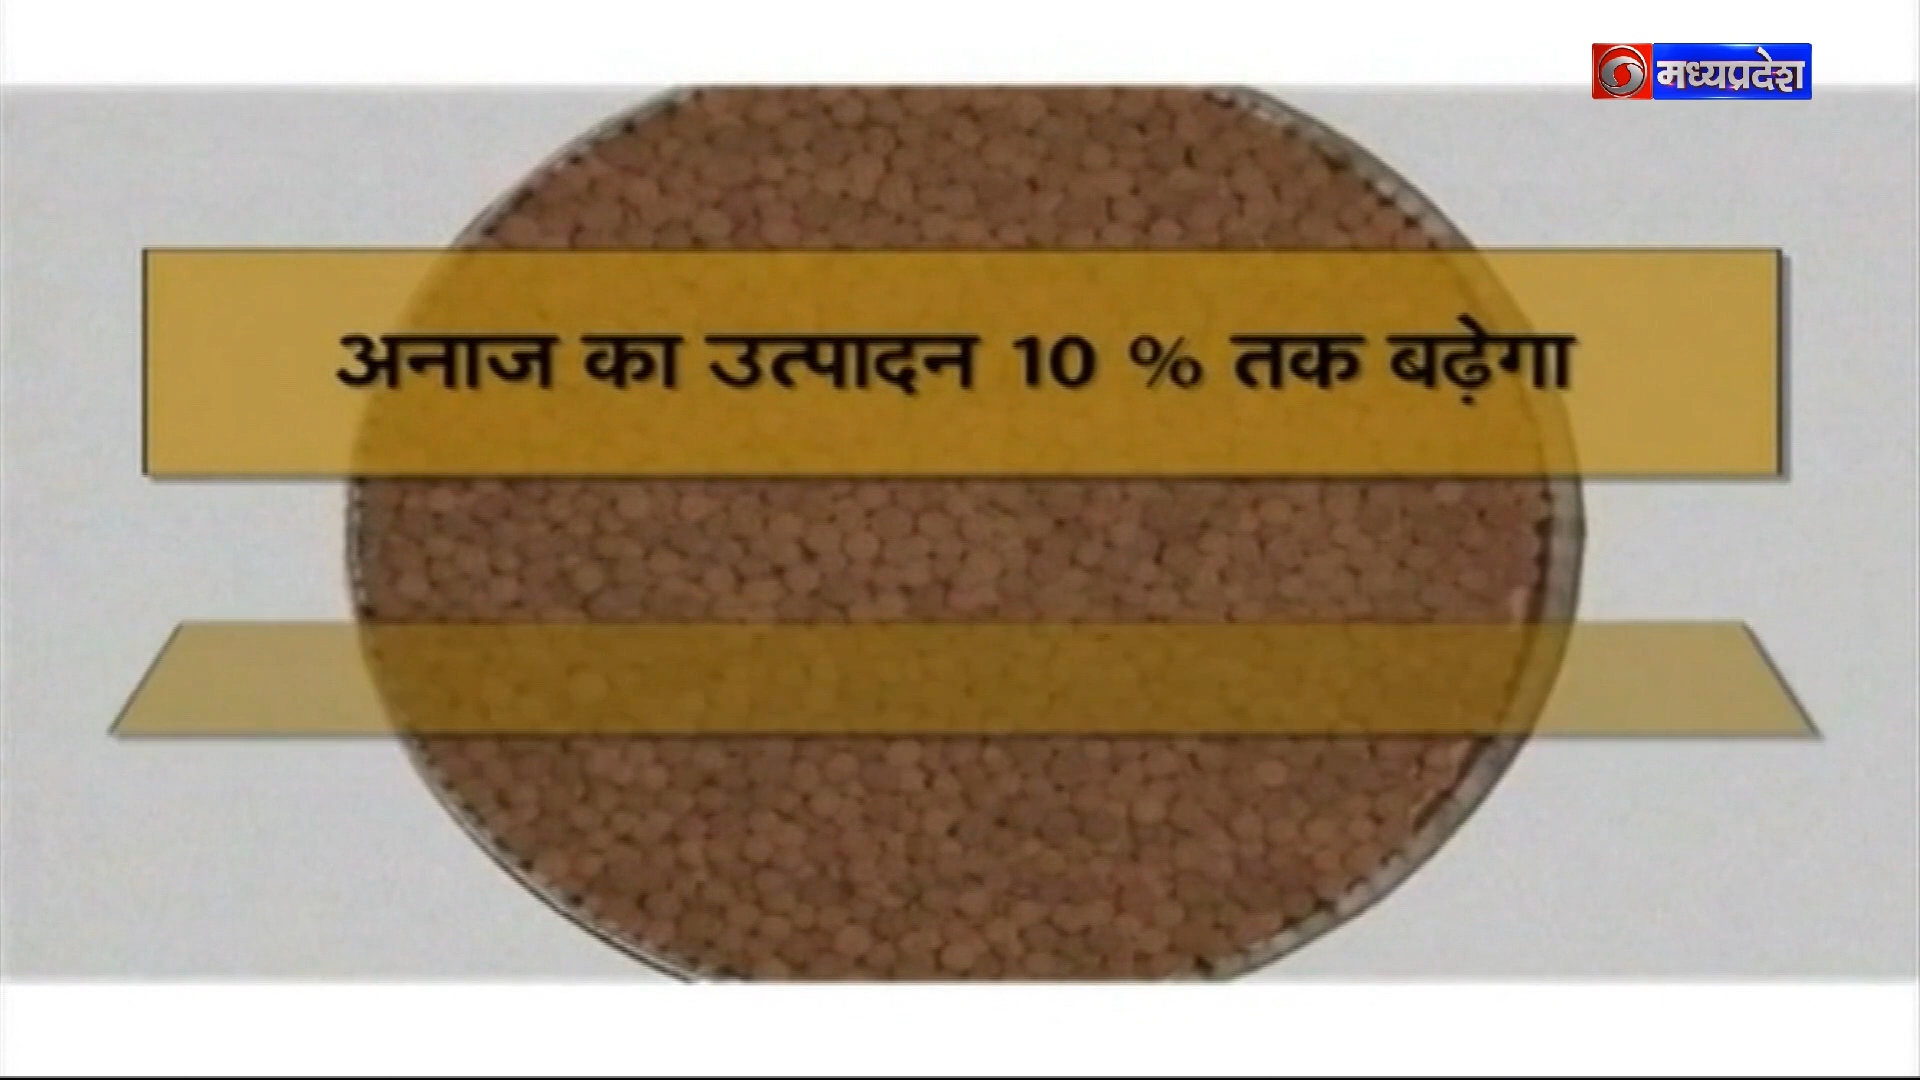 मध्यप्रदेश
अनाज का उत्पादन 10 % तक बढ़ेगा